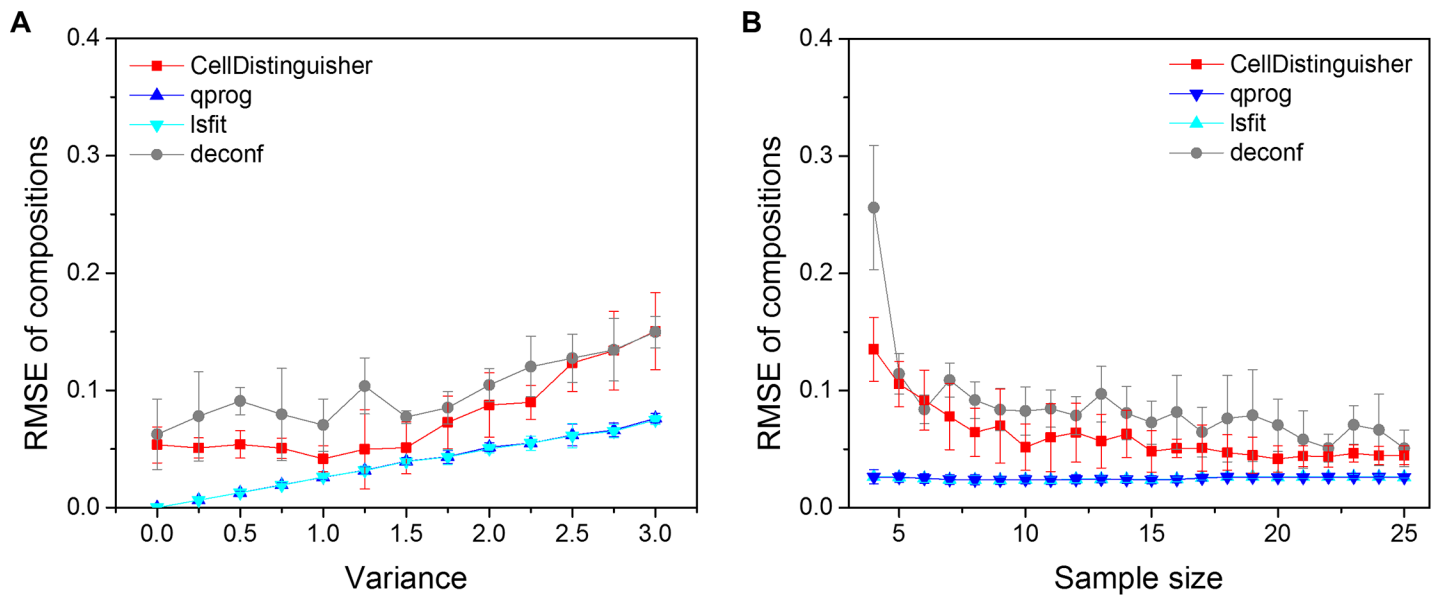 A
RMSE of compositions
0.4
0.3
0.2
0.1
0.0
CellDistinguisher
qprog
lsfit
deconf
0.0 0.5 1.0 1.5 2.0 2.5 3.0
Variance
B
RMSE of compositions
0.4
0.3
0.2
0.1
0.0
CellDistinguisher
qprog
lsfit
deconf
5 10 15 20 25
Sample size